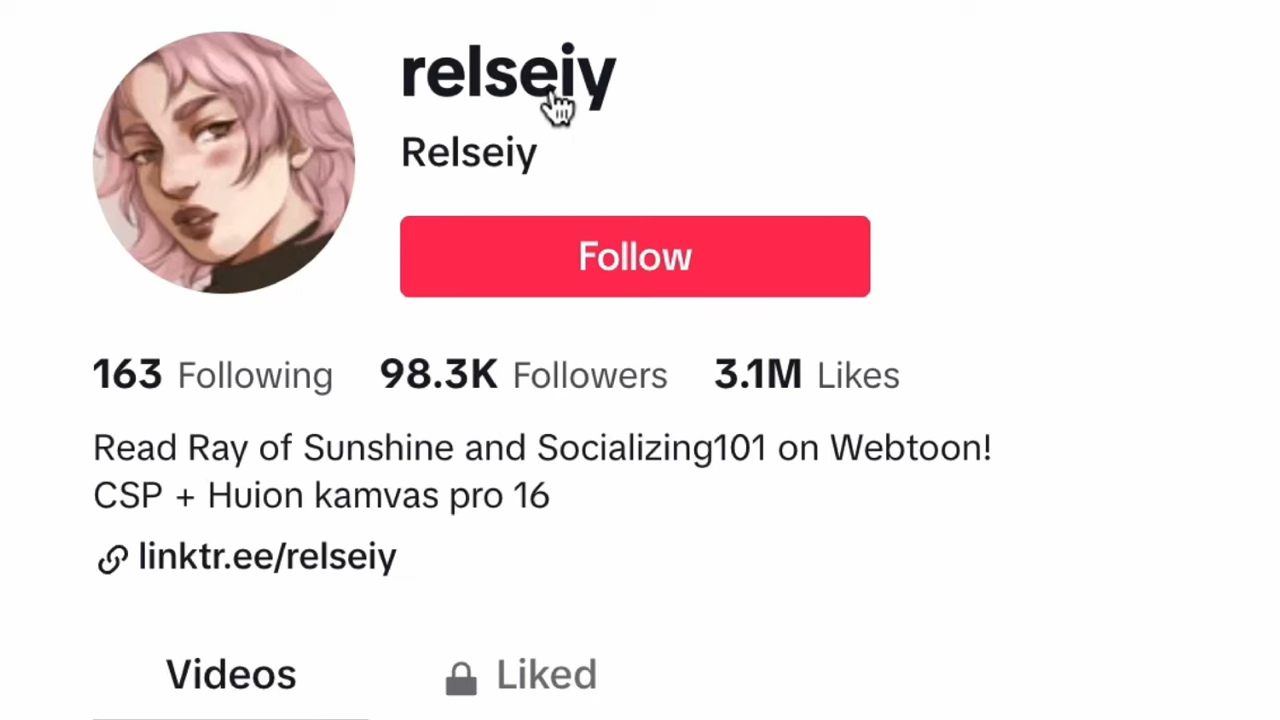 relseiy
Relseiy
Follow
163 Following 98.3K Followers 3.1M Likes
Read Ray of Sunshine and Socializing101 on Webtoon!
CSP + Huion kamvas pro 16
linktr.ee/relseiy
Videos Liked